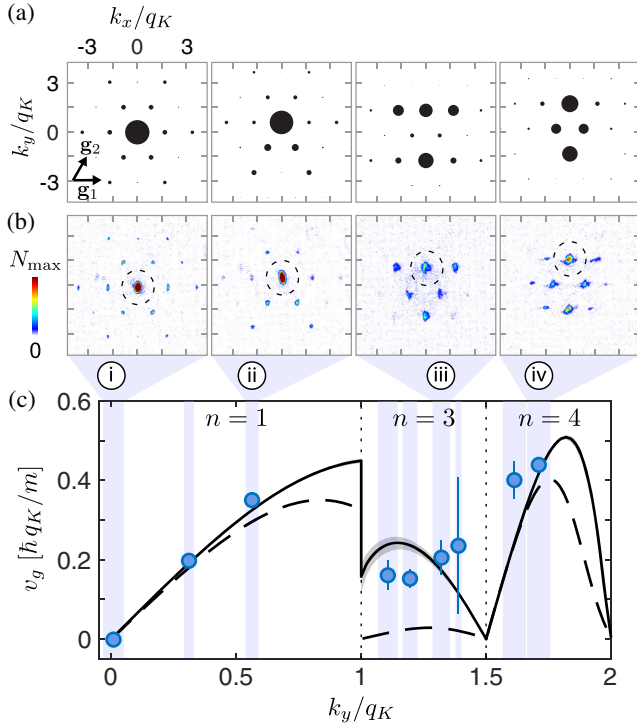 (a)
k_x/q_K
-3 0 3
k_y/q_K
3
0
-3
g_2
g_1
(b)
N_max
0
i ii iii iv
(c)
n = 1 n = 3 n = 4
v_g [ħ q_K/m]
0.6
0.4
0.2
0
0 0.5 1 1.5 2
k_y/q_K